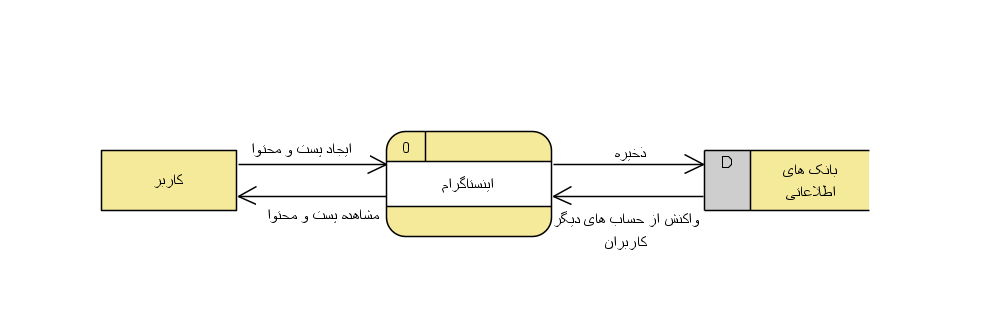 ایجاد پست و محتوا
0
ذخیره
D
کاربر
اینستاگرام
بانک های
اطلاعاتی
مشاهده پست و محتوا
واکنش از حساب های دیگر
کاربران